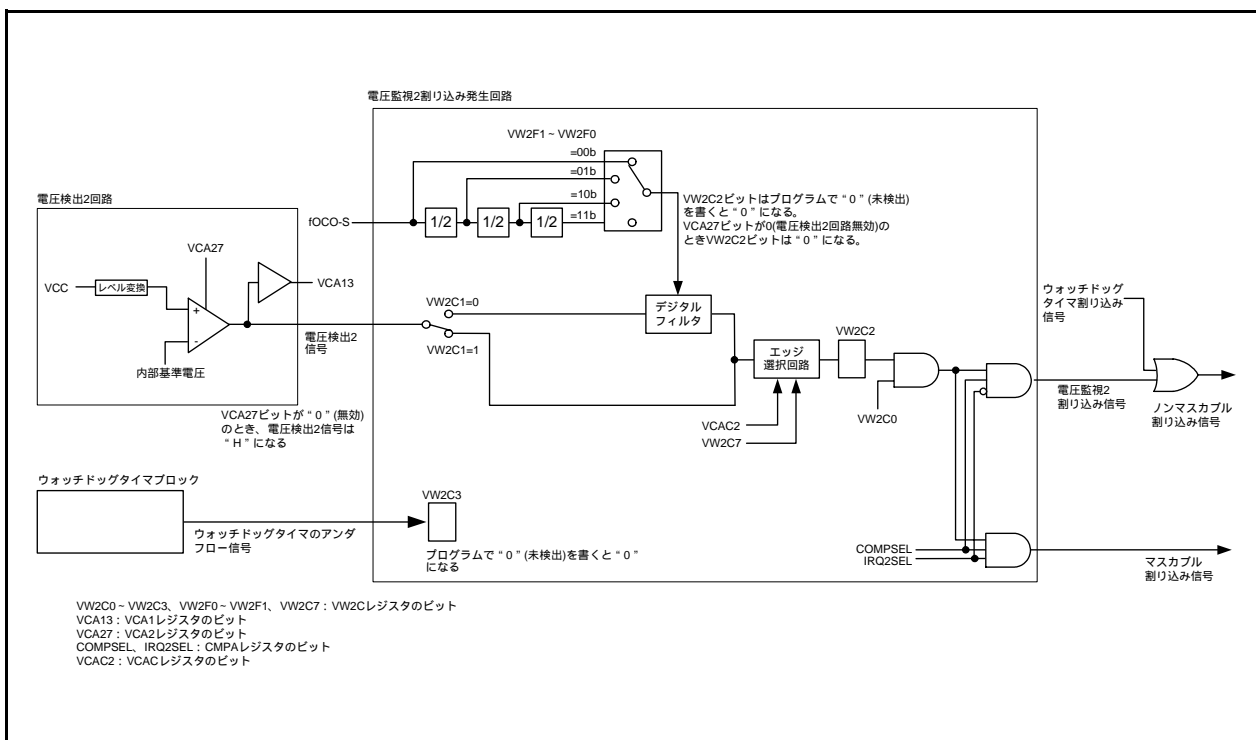 電圧監視2割り込み発生回路
VW2F1 ~ VW2F0
=00b
=01b
=10b
=11b
fOCO-S
1/2
1/2
1/2
VW2C2ビットはプログラムで“0”(未検出)
を書くと“0”になる。
VCA27ビットが0(電圧検出2回路無効)の
ときVW2C2ビットは“0”になる。
電圧検出2回路
VCA27
VCC
レベル変換
+
-
内部基準電圧
VCA13
電圧検出2
信号
VCA27ビットが“0”(無効)
のとき、電圧検出2信号は
“H”になる
VW2C1=0
VW2C1=1
デジタル
フィルタ
エッジ
選択回路
VCAC2
VW2C7
VW2C2
VW2C0
ウォッチドッグ
タイマ割り込み
信号
電圧監視2
割り込み信号
ノンマスカブル
割り込み信号
ウォッチドッグタイマブロック
ウォッチドッグタイマのアンダ
フロー信号
VW2C3
プログラムで“0”(未検出)を書くと“0”
になる
COMPSEL
IRQ2SEL
マスカブル
割り込み信号
VW2C0 ~ VW2C3、VW2F0 ~ VW2F1、VW2C7:VW2Cレジスタのビット
VCA13:VCA1レジスタのビット
VCA27:VCA2レジスタのビット
COMPSEL、IRQ2SEL:CMPAレジスタのビット
VCAC2:VCACレジスタのビット